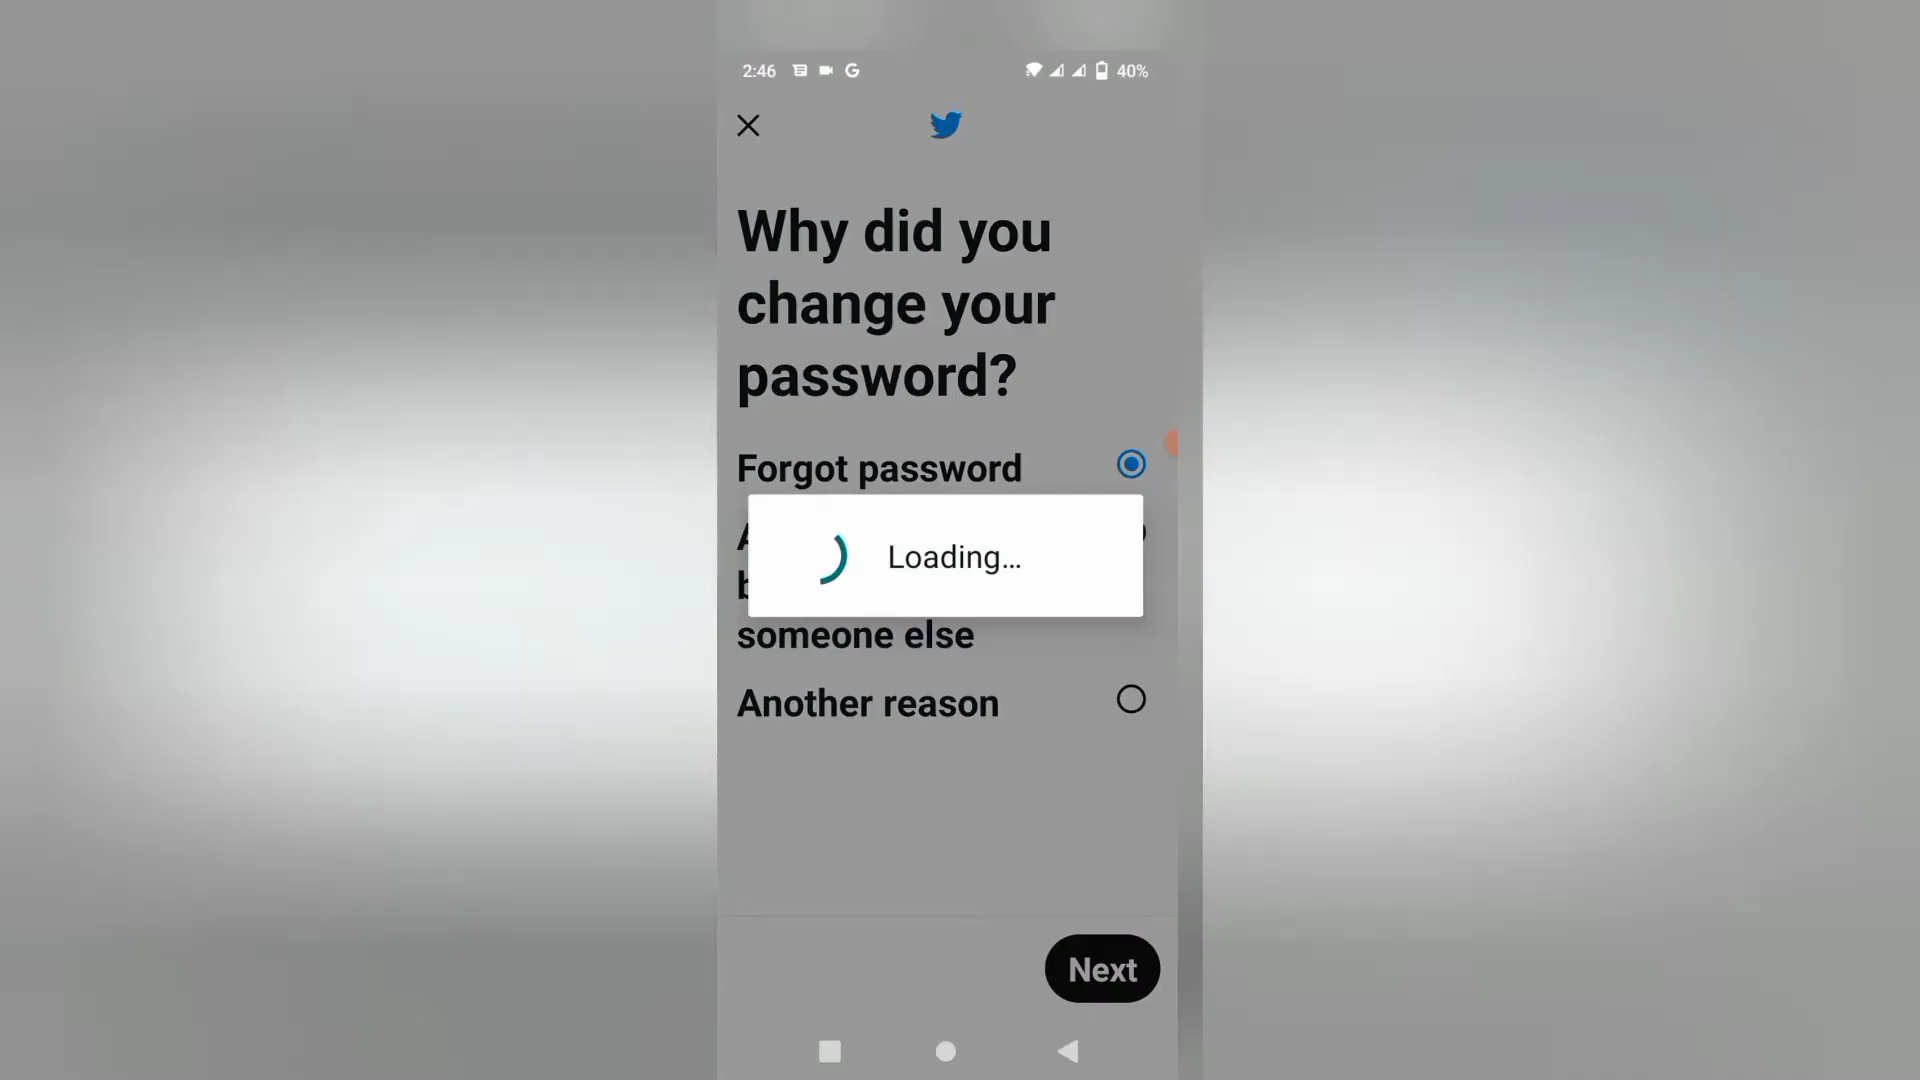 2:46 40%
Why did you
change your
password?
Forgot password
Loading...
someone else
Another reason
Next